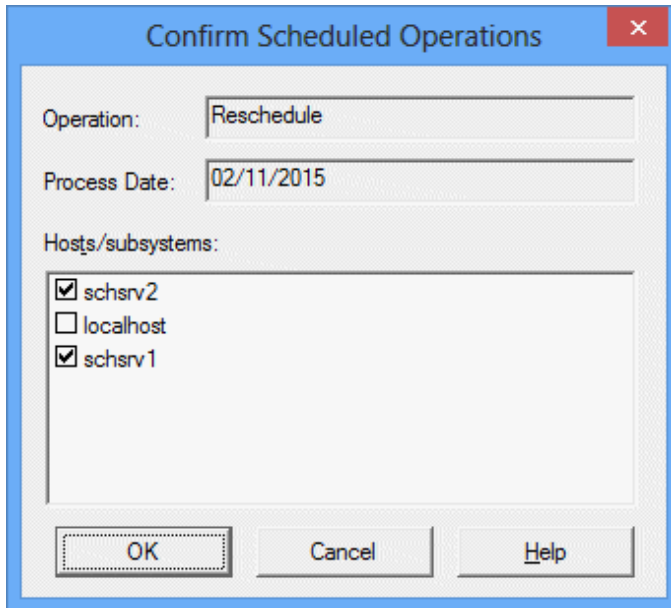 Confirm Scheduled Operations
Operation: Reschedule
Process Date: 02/11/2015
Hosts/subsystems:
schsrv2
localhost
schsrv1
OK Cancel Help